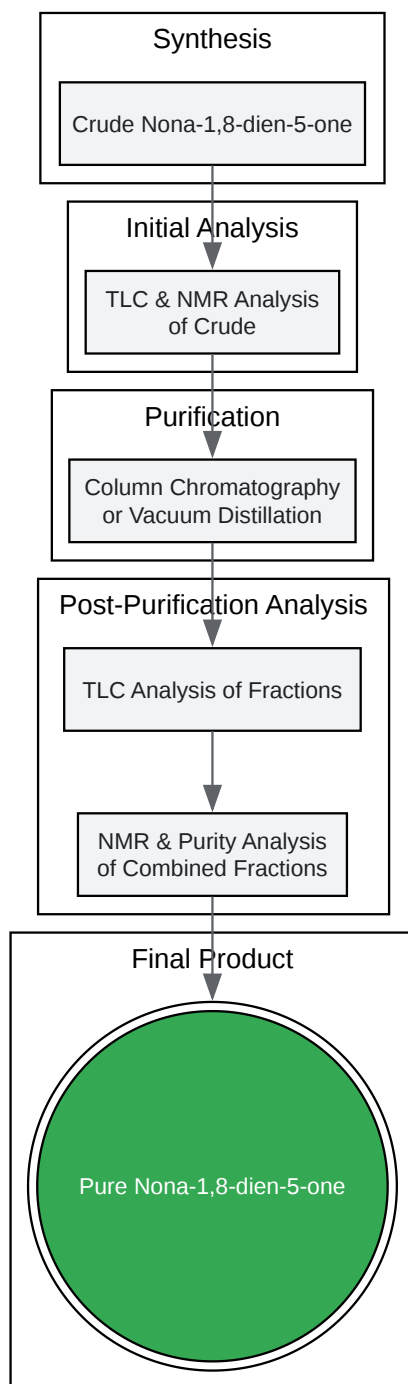 Synthesis
Crude Nona-1,8-dien-5-one
Initial Analysis
TLC & NMR Analysis
of Crude
Purification
Column Chromatography
or Vacuum Distillation
Post-Purification Analysis
TLC Analysis of Fractions
NMR & Purity Analysis
of Combined Fractions
Final Product
Pure Nona-1,8-dien-5-one